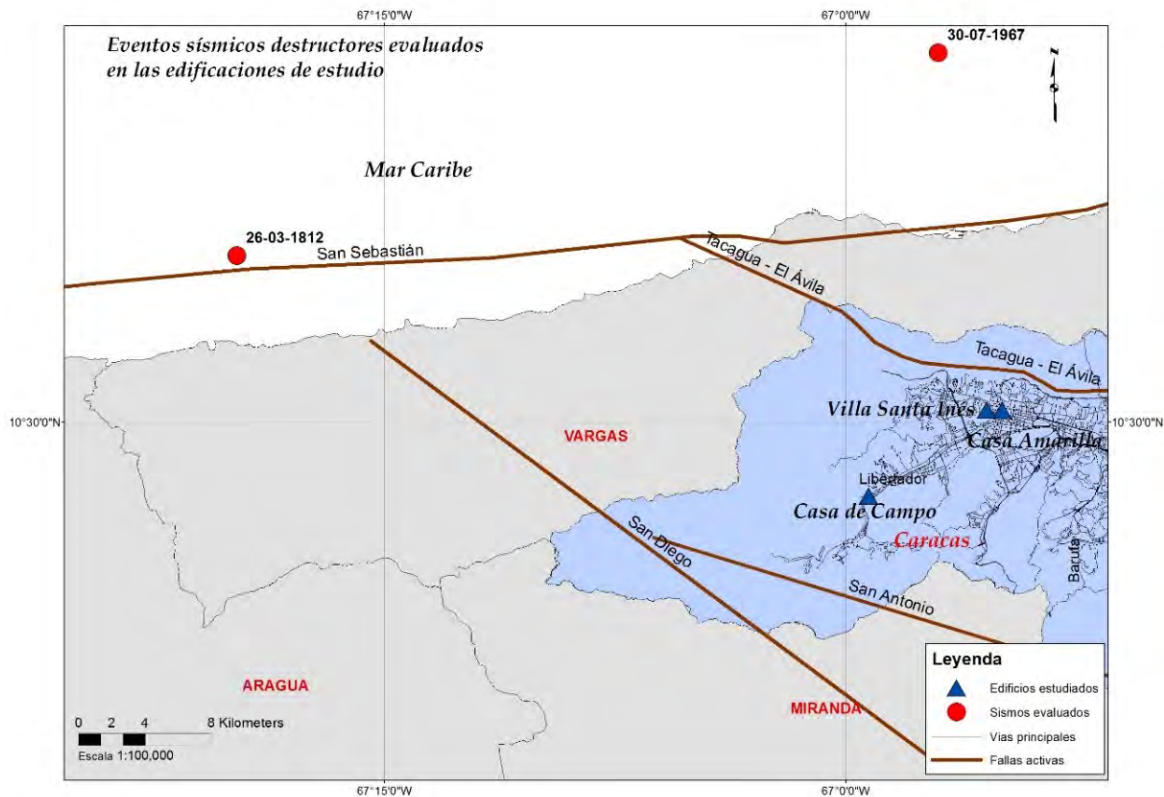 67°15'0"W
67°0'0"W
Eventos sísmicos destructores evaluados
en las edificaciones de estudio
30-07-1967
z
Mar Caribe
26-03-1812
San Sebastián
Tacagua - El Ávila
Tacagua - El Ávila
Villa Santa Inés
10°30'0"N
10°30'0"N
VARGAS
Casa Amarilla
Libertador
Casa de Campo
San Diego
Caracas
Baruta
San Antonio
ARAGUA
MIRANDA
Leyenda
Edificios estudiados
Sismos evaluados
Vias principales
Fallas activas
0 2 4 8 Kilometers
Escala 1:100,000
67°15'0"W
67°0'0"W